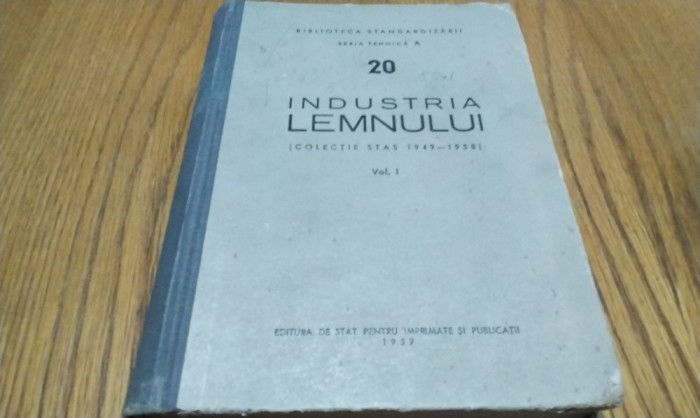 BIBLIOTECA STANDARDIZĂRII
SERIA TEHNICĂ A
20
INDUSTRIA
LEMNULUI
(COLECȚIE STAS 1949—1958)
Vol. I
EDITURA DE STAT PENTRU IMPRIMATE ȘI PUBLICAȚII
1959